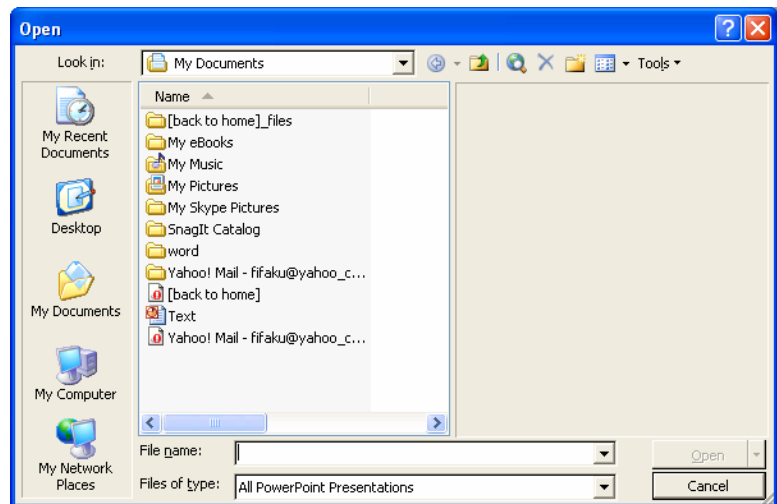 Open
Look in: My Documents Tools
Name
[back to home]_files
My eBooks
My Music
My Pictures
My Skype Pictures
SnagIt Catalog
word
Yahoo! Mail - fifaku@yahoo_c...
[back to home]
Text
Yahoo! Mail - fifaku@yahoo_c...
My Recent
Documents
Desktop
My Documents
My Computer
My Network
Places
File name: Open
Files of type: All PowerPoint Presentations Cancel